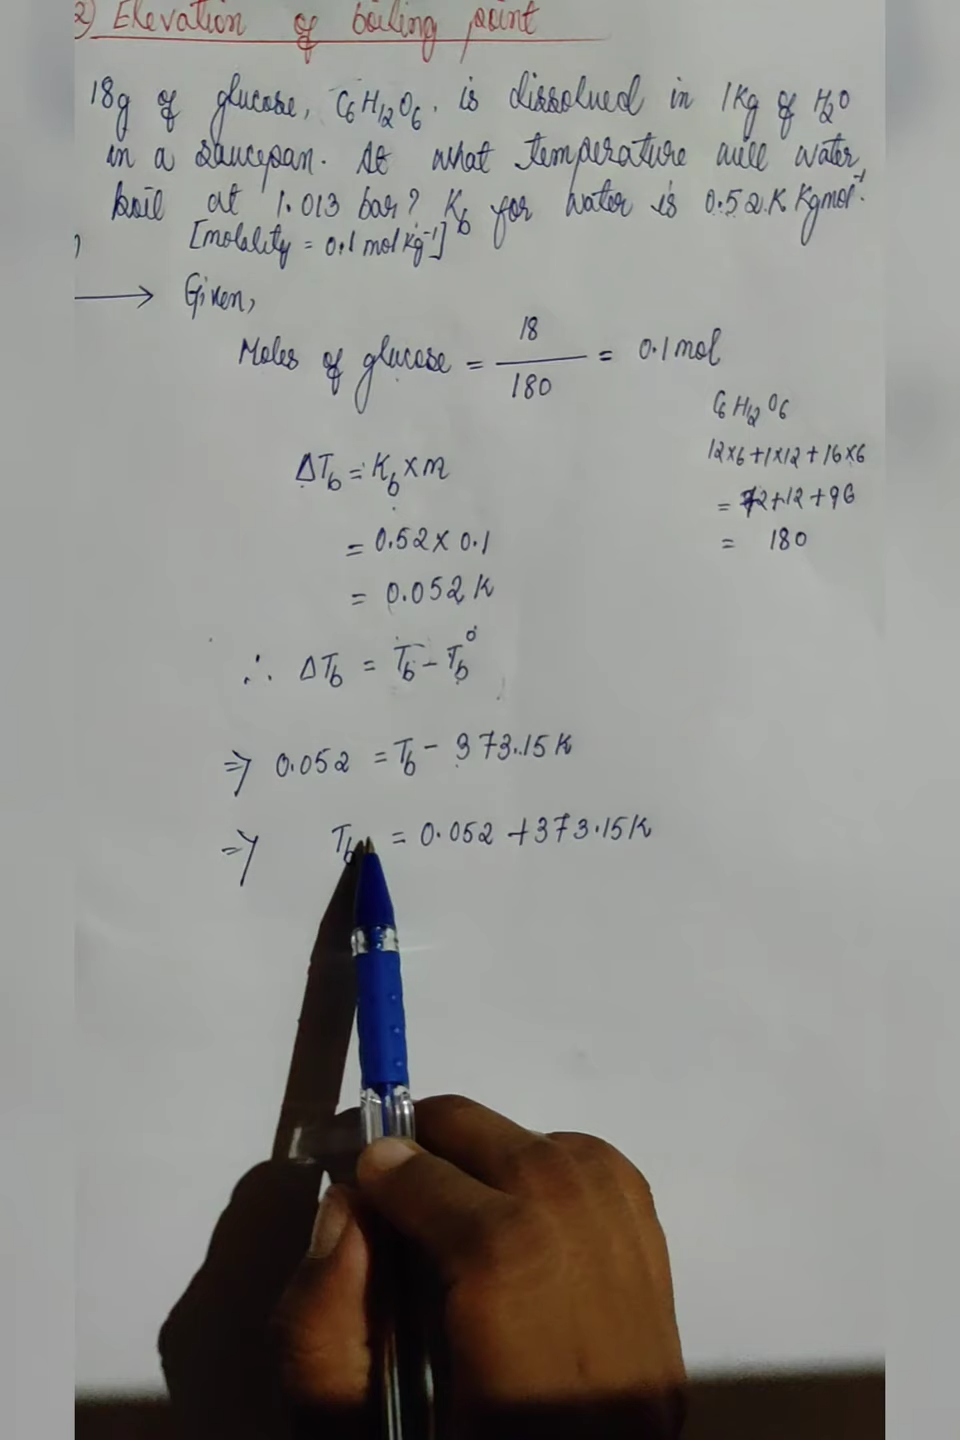 2) Elevation of boiling point
18g of glucose, C6H12O6, is dissolved in 1Kg of H2O
in a saucepan. At what temperature will water
boil at 1.013 bar? Kb for water is 0.52 K Kg mol⁻¹.
[molality = 0.1 mol kg⁻¹]
→ Given,
Moles of glucose = 18/180 = 0.1 mol
C6H12O6
12×6+1×12+16×6
= 72+12+96
= 180
ΔTb = Kb × m
= 0.52 × 0.1
= 0.052 K
∴ ΔTb = Tb - Tb°
⇒ 0.052 = Tb - 373.15 K
⇒ Tb = 0.052 + 373.15 K